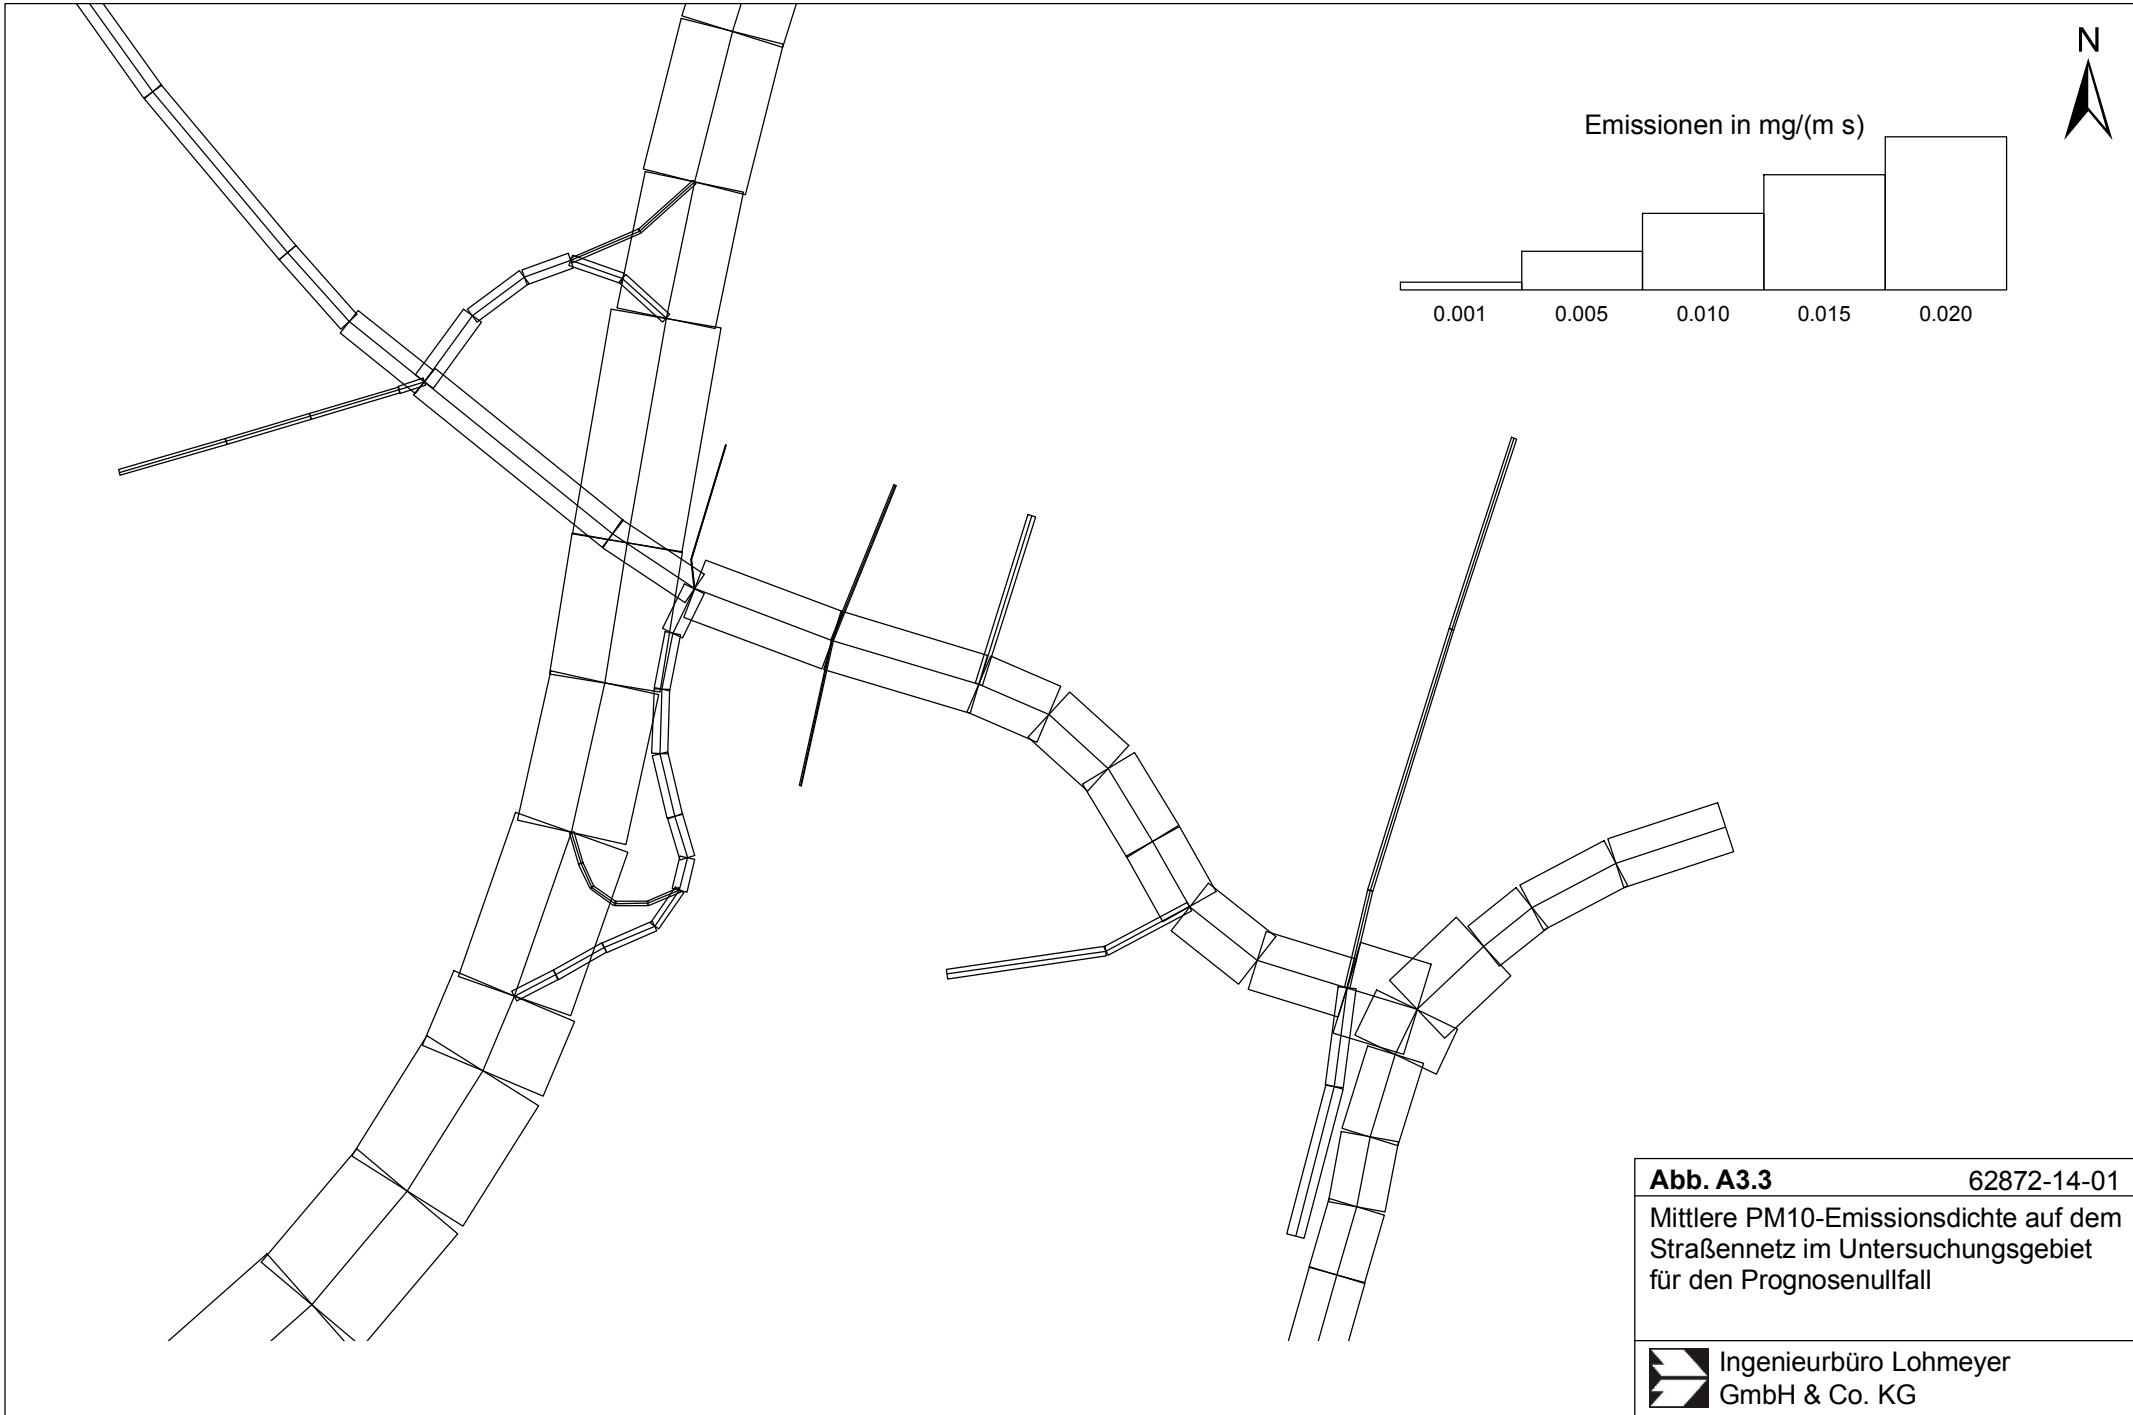 N
Emissionen in mg/(m s)
0.001 0.005 0.010 0.015 0.020
Abb. A3.3 62872-14-01
Mittlere PM10-Emissionsdichte auf dem
Straßennetz im Untersuchungsgebiet
für den Prognosenullfall
Ingenieurbüro Lohmeyer
GmbH & Co. KG